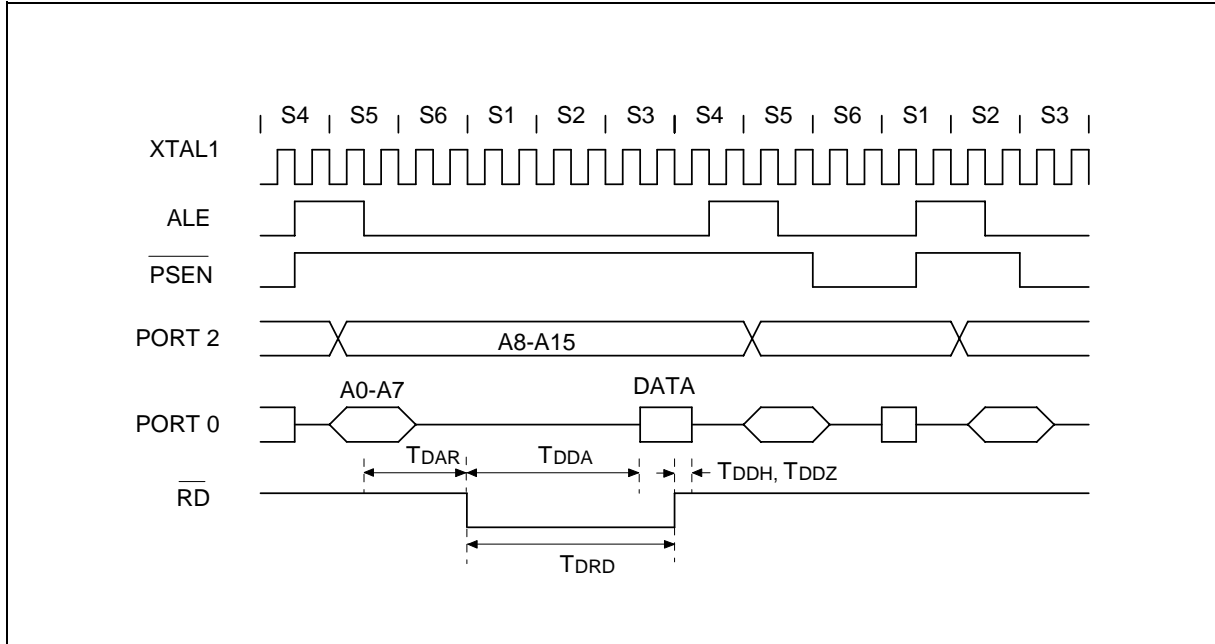 S4 S5 S6 S1 S2 S3 S4 S5 S6 S1 S2 S3
XTAL1
ALE
PSEN
PORT 2
A8-A15
A0-A7
DATA
PORT 0
TDAR
TDDA
TDDH, TDDZ
RD
TDRD